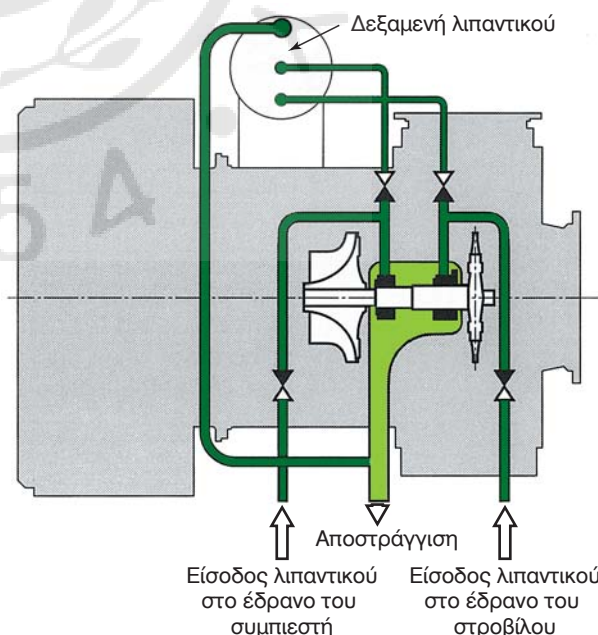 Δεξαμενή λιπαντικού
Αποστράγγιση
Είσοδος λιπαντικού
στο έδρανο του
συμπιεστή
Είσοδος λιπαντικού
στο έδρανο του
στροβίλου